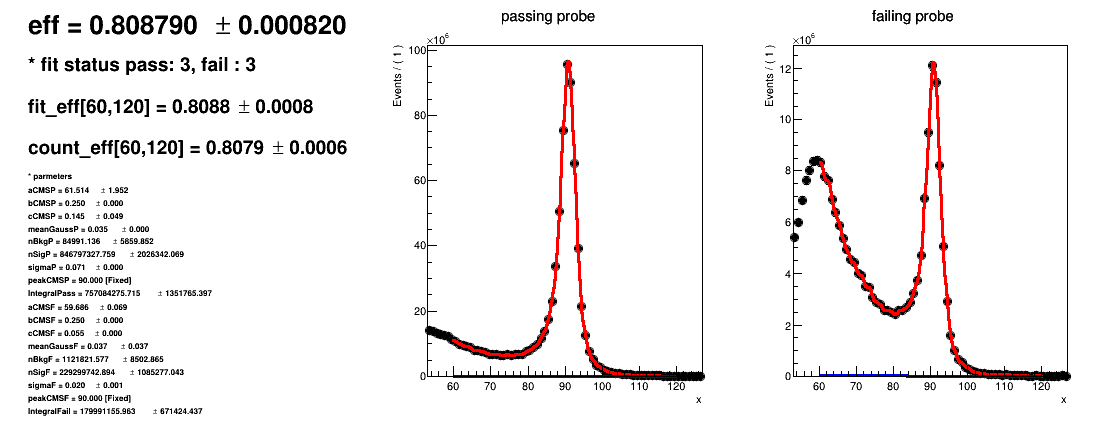 eff = 0.808790 ± 0.000820
* fit status pass: 3, fail : 3
fit_eff[60,120] = 0.8088 ± 0.0008
count_eff[60,120] = 0.8079 ± 0.0006
* parmeters
aCMSP = 61.514 ± 1.952
bCMSP = 0.250 ± 0.000
cCMSP = 0.145 ± 0.049
meanGaussP = 0.035 ± 0.000
nBkgP = 84991.136 ± 5859.852
nSigP = 846797327.759 ± 2026342.069
sigmaP = 0.071 ± 0.000
peakCMSP = 90.000 [Fixed]
IntegralPass = 757084275.715 ± 1351765.397
aCMSF = 59.686 ± 0.069
bCMSF = 0.250 ± 0.000
cCMSF = 0.055 ± 0.000
meanGaussF = 0.037 ± 0.037
nBkgF = 1121821.577 ± 8502.865
nSigF = 229299742.894 ± 1085277.043
sigmaF = 0.020 ± 0.001
peakCMSF = 90.000 [Fixed]
IntegralFail = 179991155.963 ± 671424.437
passing probe
×10⁶
Events / ( 1 )
100
80
60
40
20
0
60 70 80 90 100 110 120
x
failing probe
×10⁶
Events / ( 1 )
12
10
8
6
4
2
0
60 70 80 90 100 110 120
x